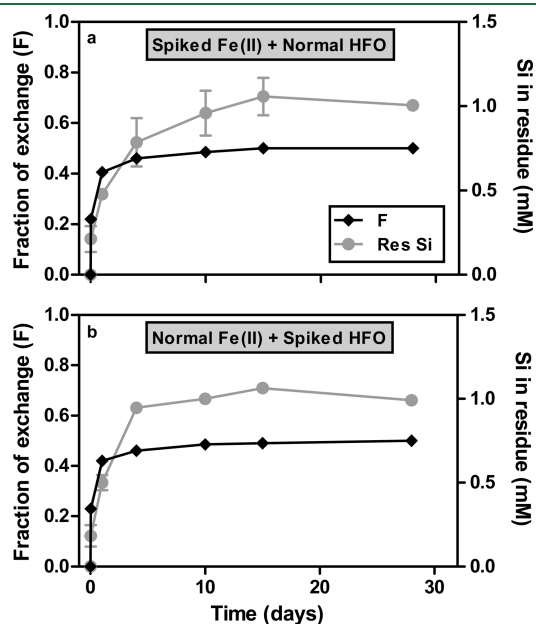 a
Spiked Fe(II) + Normal HFO
Fraction of exchange (F)
1.0
0.8
0.6
0.4
0.2
0.0
Si in residue (mM)
1.5
1.0
0.5
0.0
F
Res Si
b
Normal Fe(II) + Spiked HFO
Fraction of exchange (F)
1.0
0.8
0.6
0.4
0.2
0.0
Si in residue (mM)
1.5
1.0
0.5
0.0
0 10 20 30
Time (days)